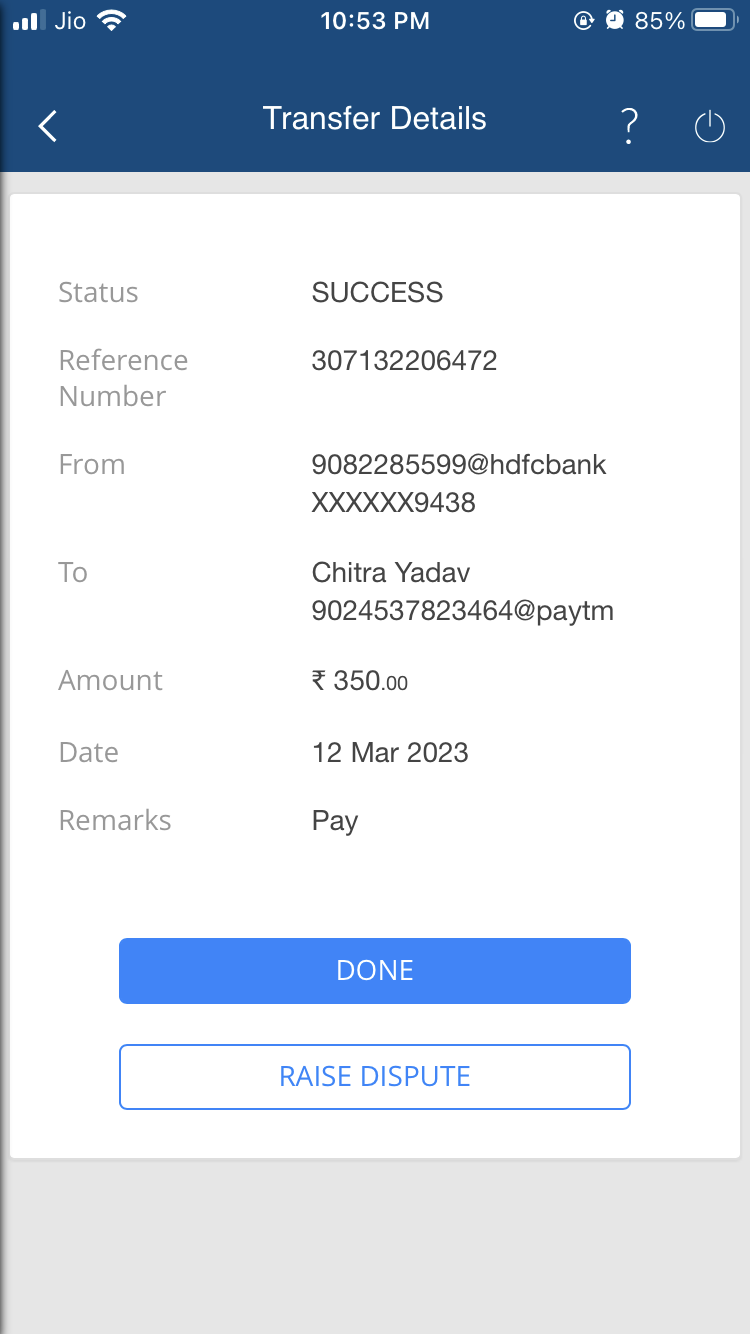 Jio 10:53 PM 85%
Transfer Details ?
Status SUCCESS
Reference Number 307132206472
From 9082285599@hdfcbank
XXXXXX9438
To Chitra Yadav
9024537823464@paytm
Amount ₹ 350.00
Date 12 Mar 2023
Remarks Pay
DONE
RAISE DISPUTE